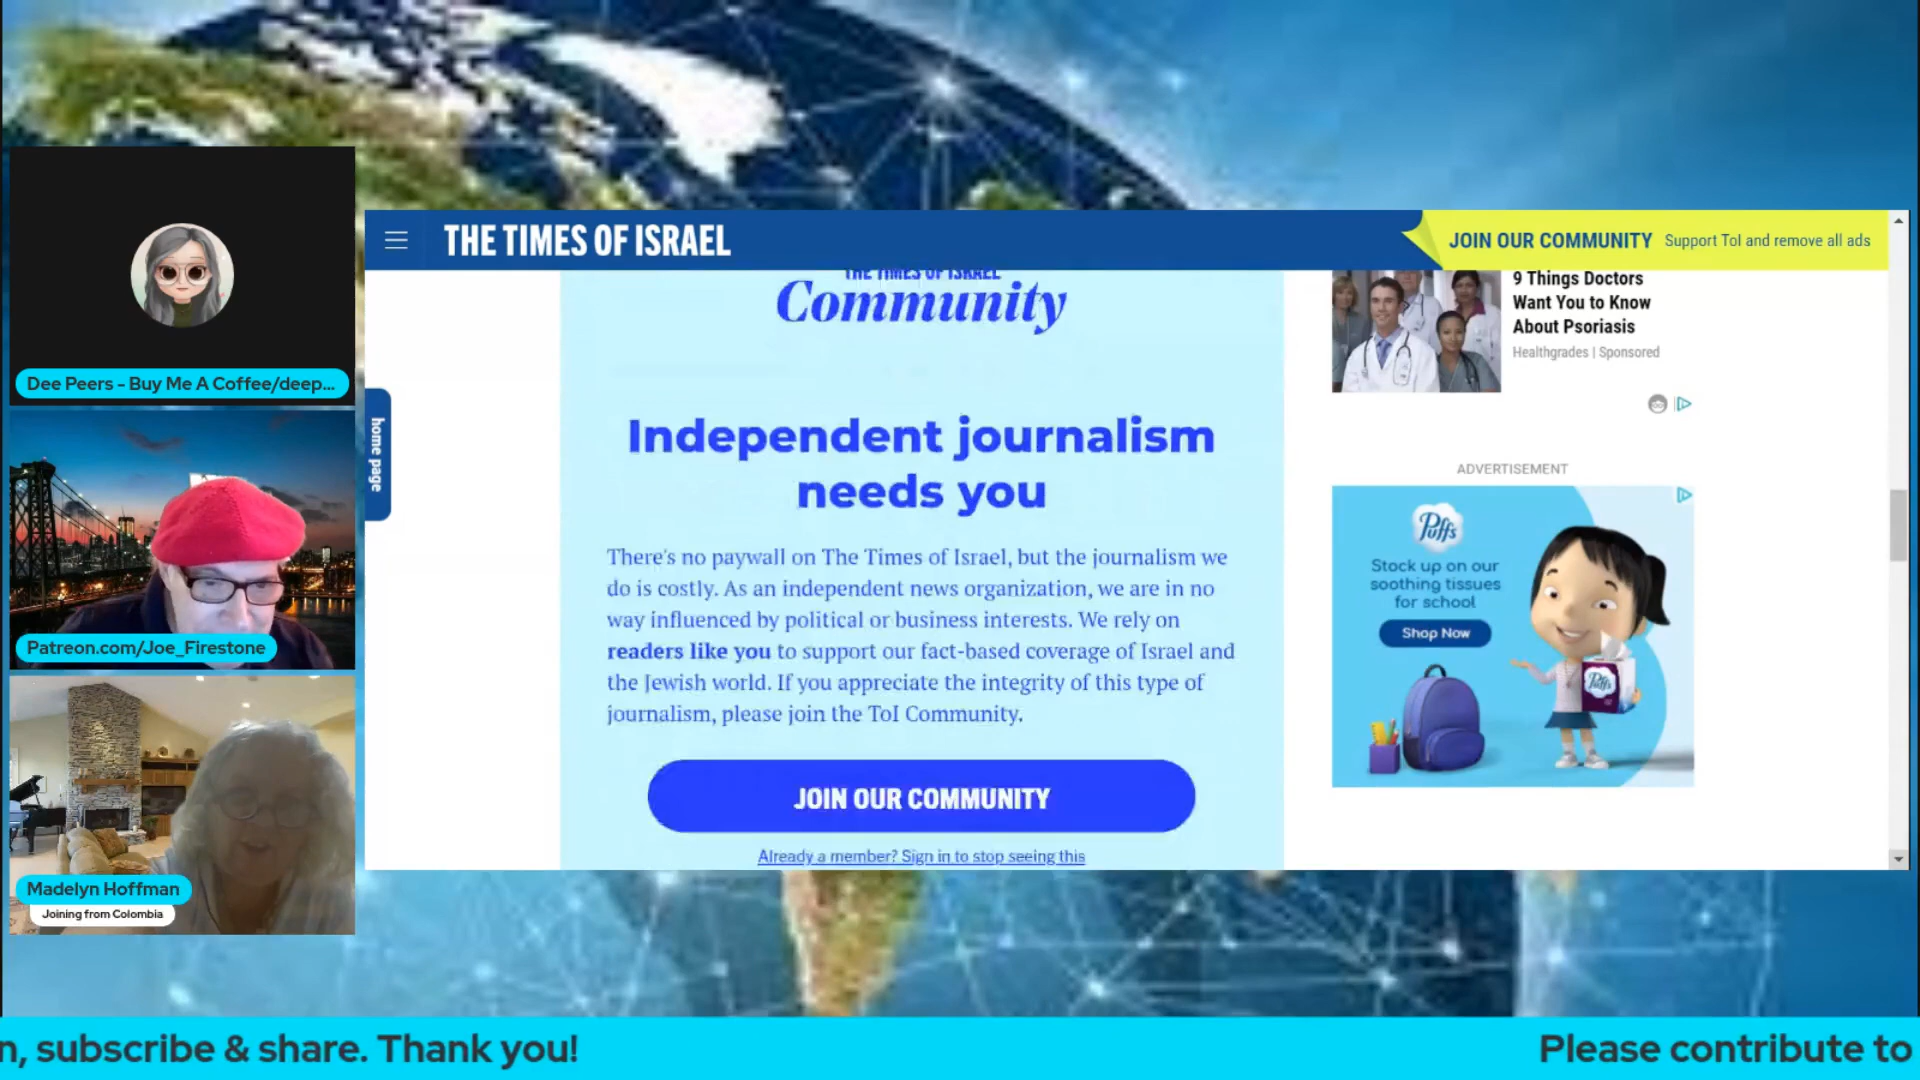 Dee Peers - Buy Me A Coffee/deep...
Patreon.com/Joe_Firestone
Madelyn Hoffman
Joining from Colombia
THE TIMES OF ISRAEL
JOIN OUR COMMUNITY Support ToI and remove all ads
home page
THE TIMES OF ISRAEL
Community
Independent journalism
needs you
There's no paywall on The Times of Israel, but the journalism we
do is costly. As an independent news organization, we are in no
way influenced by political or business interests. We rely on
readers like you to support our fact-based coverage of Israel and
the Jewish world. If you appreciate the integrity of this type of
journalism, please join the ToI Community.
JOIN OUR COMMUNITY
Already a member? Sign in to stop seeing this
9 Things Doctors
Want You to Know
About Psoriasis
Healthgrades | Sponsored
ADVERTISEMENT
Puffs
Stock up on our
soothing tissues
for school
Shop Now
Puffs
n, subscribe & share. Thank you!
Please contribute to